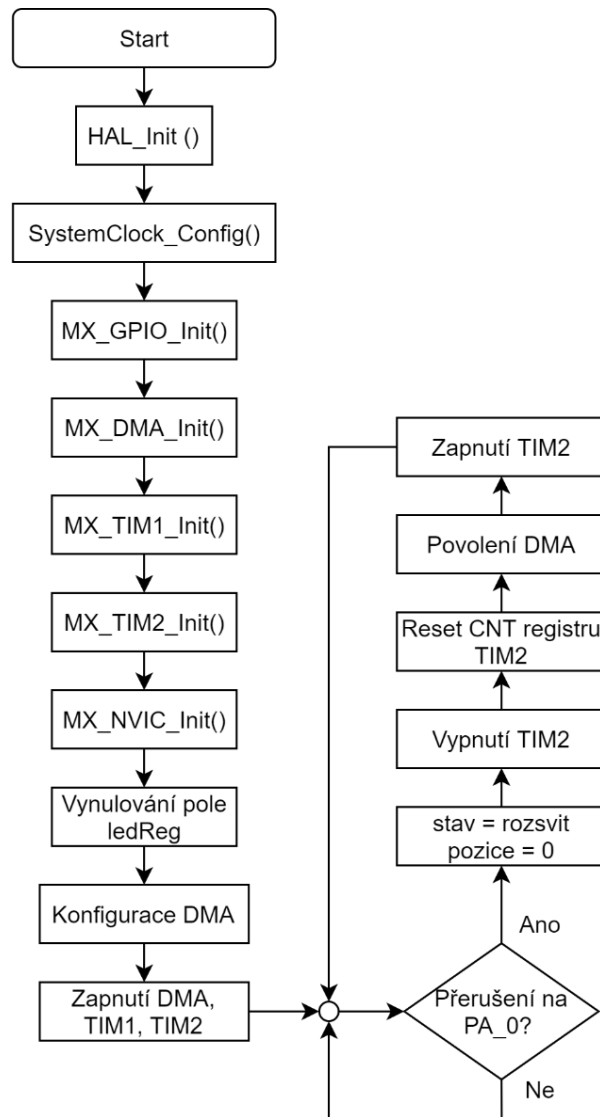 Start
HAL_Init ()
SystemClock_Config()
MX_GPIO_Init()
MX_DMA_Init()
MX_TIM1_Init()
MX_TIM2_Init()
MX_NVIC_Init()
Vynulování pole
ledReg
Konfigurace DMA
Zapnutí DMA,
TIM1, TIM2
Přerušení na
PA_0?
Ano
Ne
stav = rozsvit
pozice = 0
Vypnutí TIM2
Reset CNT registru
TIM2
Povolení DMA
Zapnutí TIM2